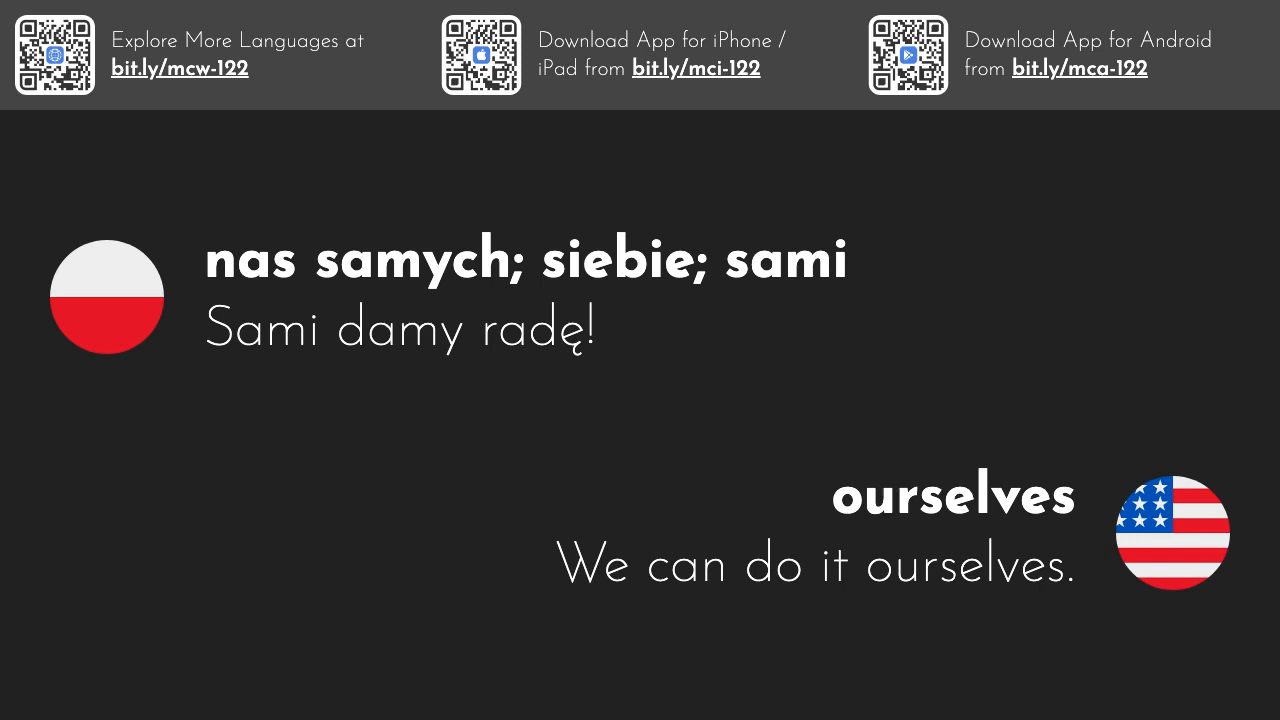 Explore More Languages at
bit.ly/mcw-122
Download App for iPhone /
iPad from bit.ly/mci-122
Download App for Android
from bit.ly/mca-122
nas samych; siebie; sami
Sami damy radę!
ourselves
We can do it ourselves.